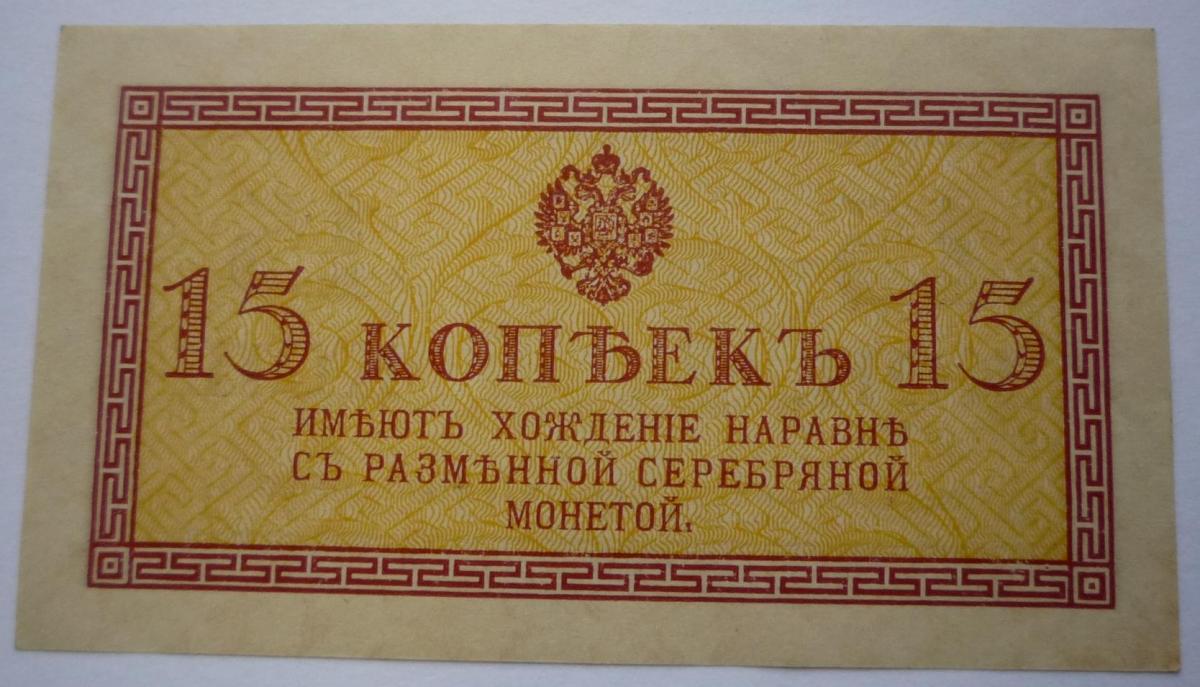 15 КОПѢЕКЪ 15
ИМѢЮТЪ ХОЖДЕНІЕ НАРАВНѢ
СЪ РАЗМѢННОЙ СЕРЕБРЯНОЙ
МОНЕТОЙ.